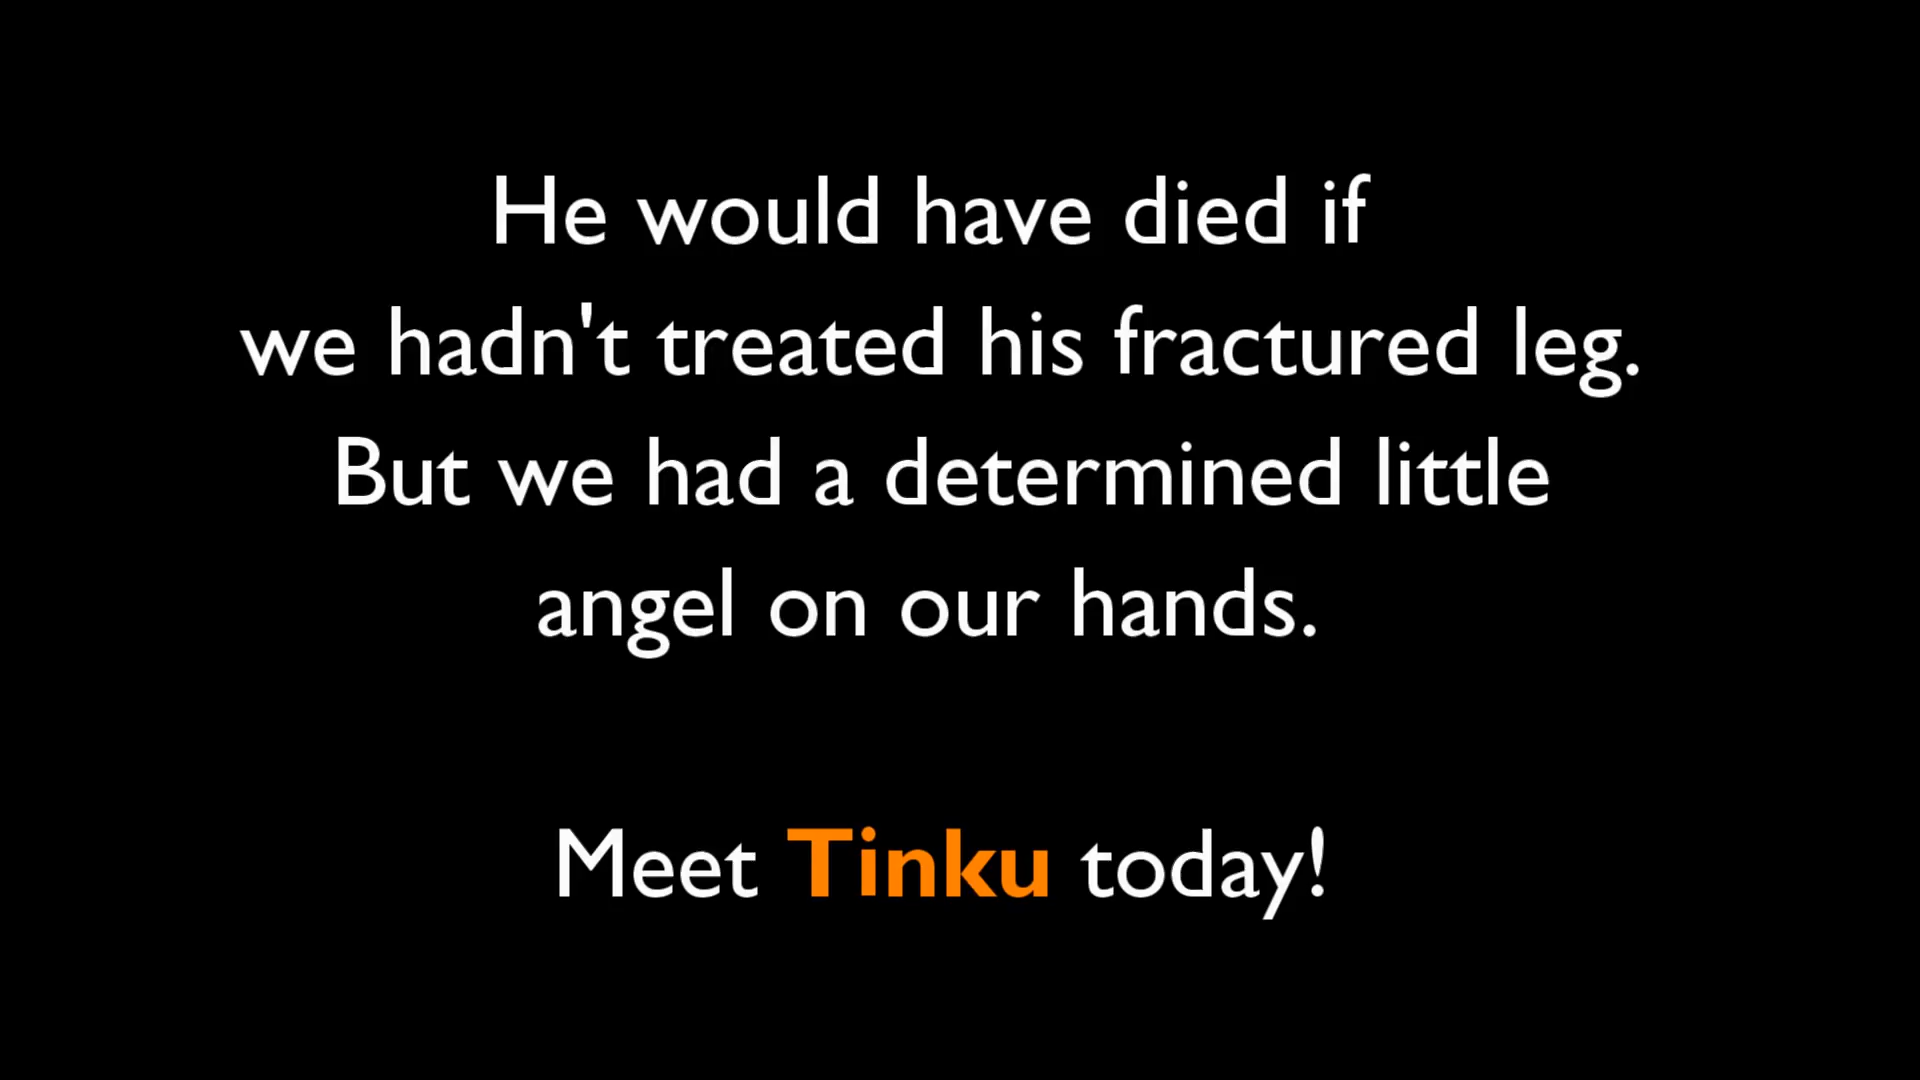 He would have died if
we hadn't treated his fractured leg.
But we had a determined little
angel on our hands.
Meet Tinku today!